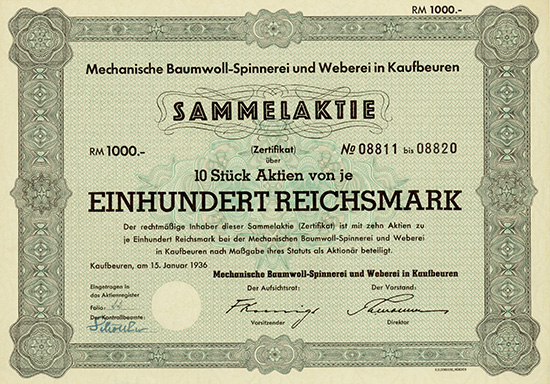 RM 1000.-
Mechanische Baumwoll-Spinnerei und Weberei in Kaufbeuren
SAMMELAKTIE
(Zertifikat)
RM 1000.-
No 08811 bis 08820
über
10 Stück Aktien von je
EINHUNDERT REICHSMARK
Der rechtmäßige Inhaber dieser Sammelaktie (Zertifikat) ist mit zehn Aktien zu
je Einhundert Reichsmark bei der Mechanischen Baumwoll-Spinnerei und Weberei
in Kaufbeuren nach Maßgabe ihres Statuts als Aktionär beteiligt.
Kaufbeuren, am 15. Januar 1936
Mechanische Baumwoll-Spinnerei und Weberei in Kaufbeuren
Eingetragen in
das Aktienregister
Folio:
Der Kontrollbeamte:
Der Aufsichtsrat:
Der Vorstand:
Vorsitzender
Direktor